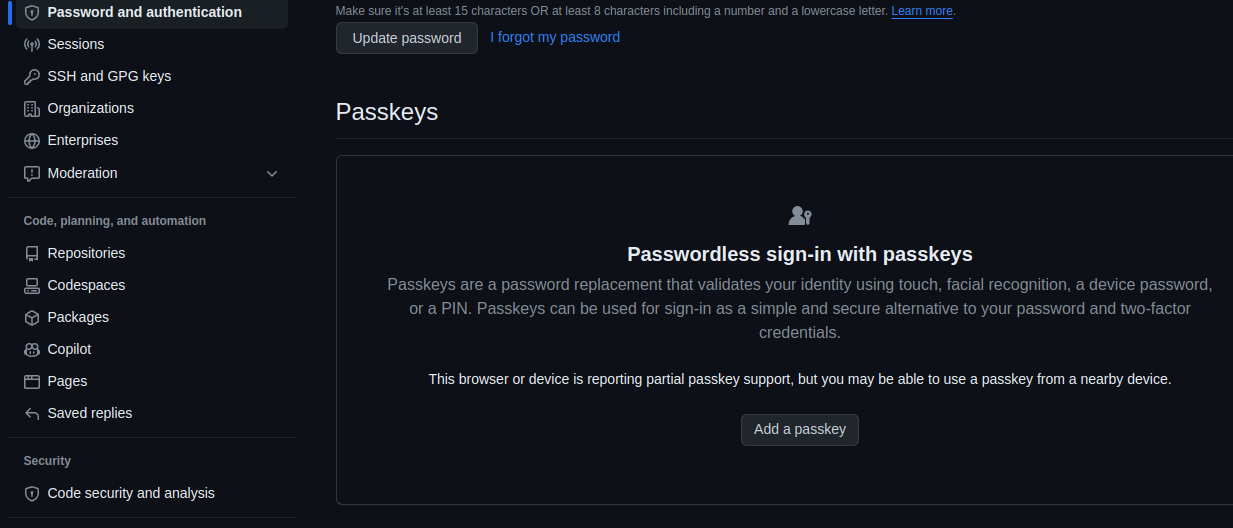 Password and authentication
Sessions
SSH and GPG keys
Organizations
Enterprises
Moderation
Code, planning, and automation
Repositories
Codespaces
Packages
Copilot
Pages
Saved replies
Security
Code security and analysis
Make sure it's at least 15 characters OR at least 8 characters including a number and a lowercase letter. Learn more.
Update password I forgot my password
Passkeys
Passwordless sign-in with passkeys
Passkeys are a password replacement that validates your identity using touch, facial recognition, a device password,
or a PIN. Passkeys can be used for sign-in as a simple and secure alternative to your password and two-factor
credentials.
This browser or device is reporting partial passkey support, but you may be able to use a passkey from a nearby device.
Add a passkey